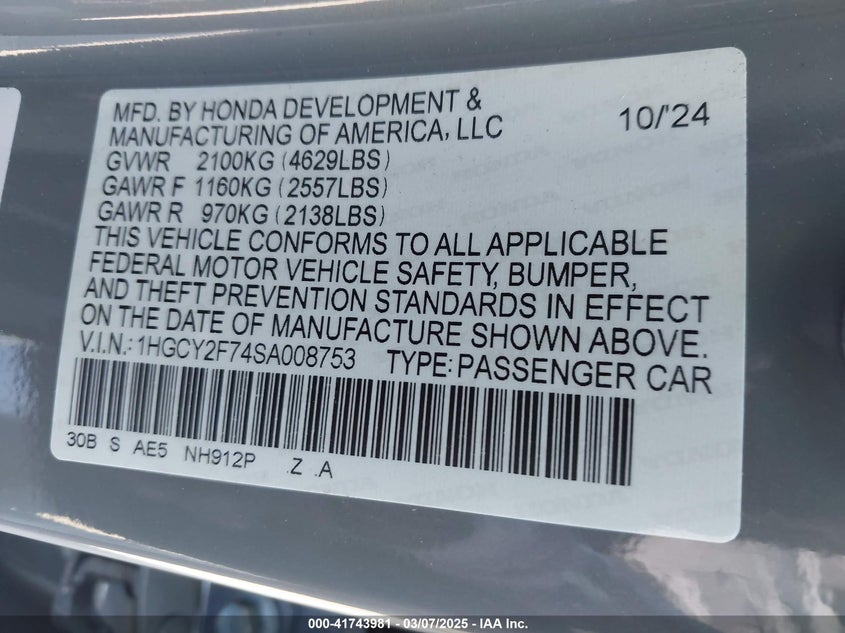 MFD. BY HONDA DEVELOPMENT &
MANUFACTURING OF AMERICA, LLC
10/'24
GVWR 2100KG (4629LBS)
GAWR F 1160KG (2557LBS)
GAWR R 970KG (2138LBS)
THIS VEHICLE CONFORMS TO ALL APPLICABLE
FEDERAL MOTOR VEHICLE SAFETY, BUMPER,
AND THEFT PREVENTION STANDARDS IN EFFECT
ON THE DATE OF MANUFACTURE SHOWN ABOVE.
V.I.N.: 1HGCY2F74SA008753 TYPE: PASSENGER CAR
30B S AE5 NH912P .Z .A
000-41743981 - 03/07/2025 - IAA Inc.